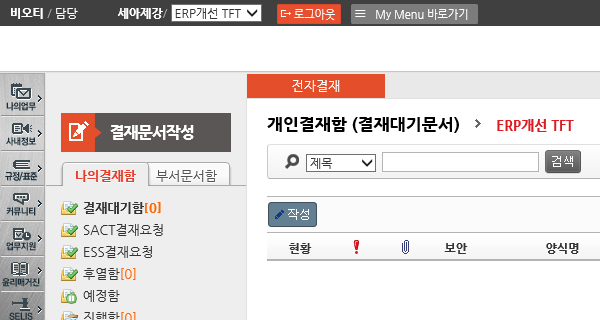 비오티 / 담당 세아제강/ ERP개선 TFT 로그아웃 My Menu 바로가기
전자결재
나의업무
사내정보
규정/표준
커뮤니티
업무지원
윤리매거진
SELIS
결재문서작성
나의결재함 부서문서함
결재대기함[0]
SACT결재요청
ESS결재요청
후열함[0]
예정함
진행함[0]
개인결재함 (결재대기문서) > ERP개선 TFT
제목 검색
작성
현황 보안 양식명